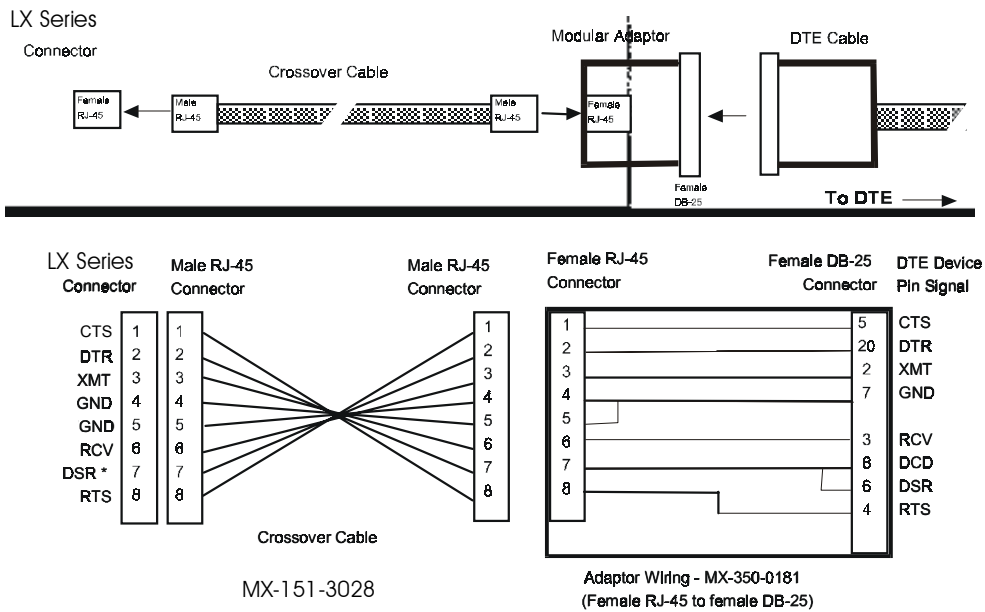 LX Series
Connector
Crossover Cable
Modular Adaptor
DTE Cable
Female
RJ-45
Male
RJ-45
Male
RJ-45
Female
RJ-45
Female
DB-25
To DTE
LX Series
Connector
Male RJ-45
Connector
Male RJ-45
Connector
Female RJ-45
Connector
Female DB-25
Connector
DTE Device
Pin Signal
CTS 1 1 1 1 5 CTS
DTR 2 2 2 2 20 DTR
XMT 3 3 3 3 2 XMT
GND 4 4 4 4 7 GND
GND 5 5 5 5
RCV 6 6 6 6 3 RCV
DSR * 7 7 7 7 8 DCD
6 DSR
RTS 8 8 8 8 4 RTS
Crossover Cable
MX-151-3028
Adaptor Wiring - MX-350-0181
(Female RJ-45 to female DB-25)